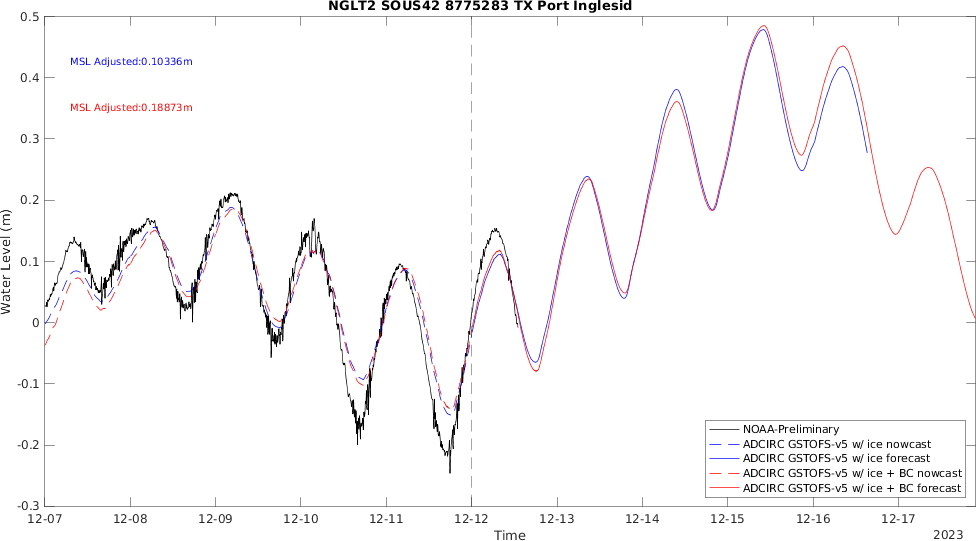 NGLT2 SOUS42 8775283 TX Port Inglesid
0.5
MSL Adjusted:0.10336m
0.4
MSL Adjusted:0.18873m
0.3
0.2
0.1
0
-0.1
-0.2
-0.3
Water Level (m)
NOAA-Preliminary
ADCIRC GSTOFS-v5 w/ ice nowcast
ADCIRC GSTOFS-v5 w/ ice forecast
ADCIRC GSTOFS-v5 w/ ice + BC nowcast
ADCIRC GSTOFS-v5 w/ ice + BC forecast
12-07 12-08 12-09 12-10 12-11 12-12 12-13 12-14 12-15 12-16 12-17
Time
2023